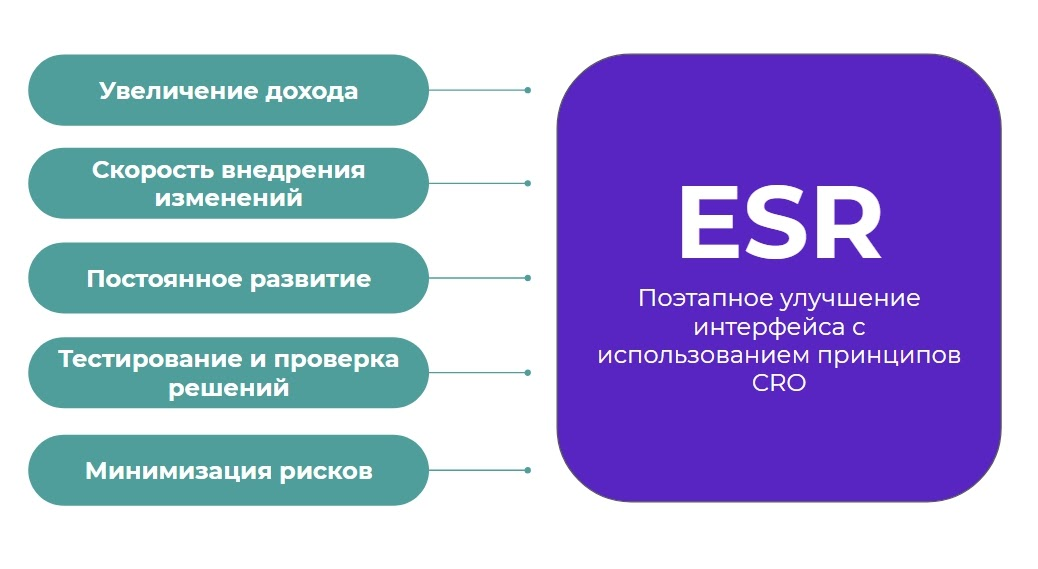 Увеличение дохода
Скорость внедрения
изменений
Постоянное развитие
Тестирование и проверка
решений
Минимизация рисков
ESR
Поэтапное улучшение
интерфейса с
использованием принципов
CRO